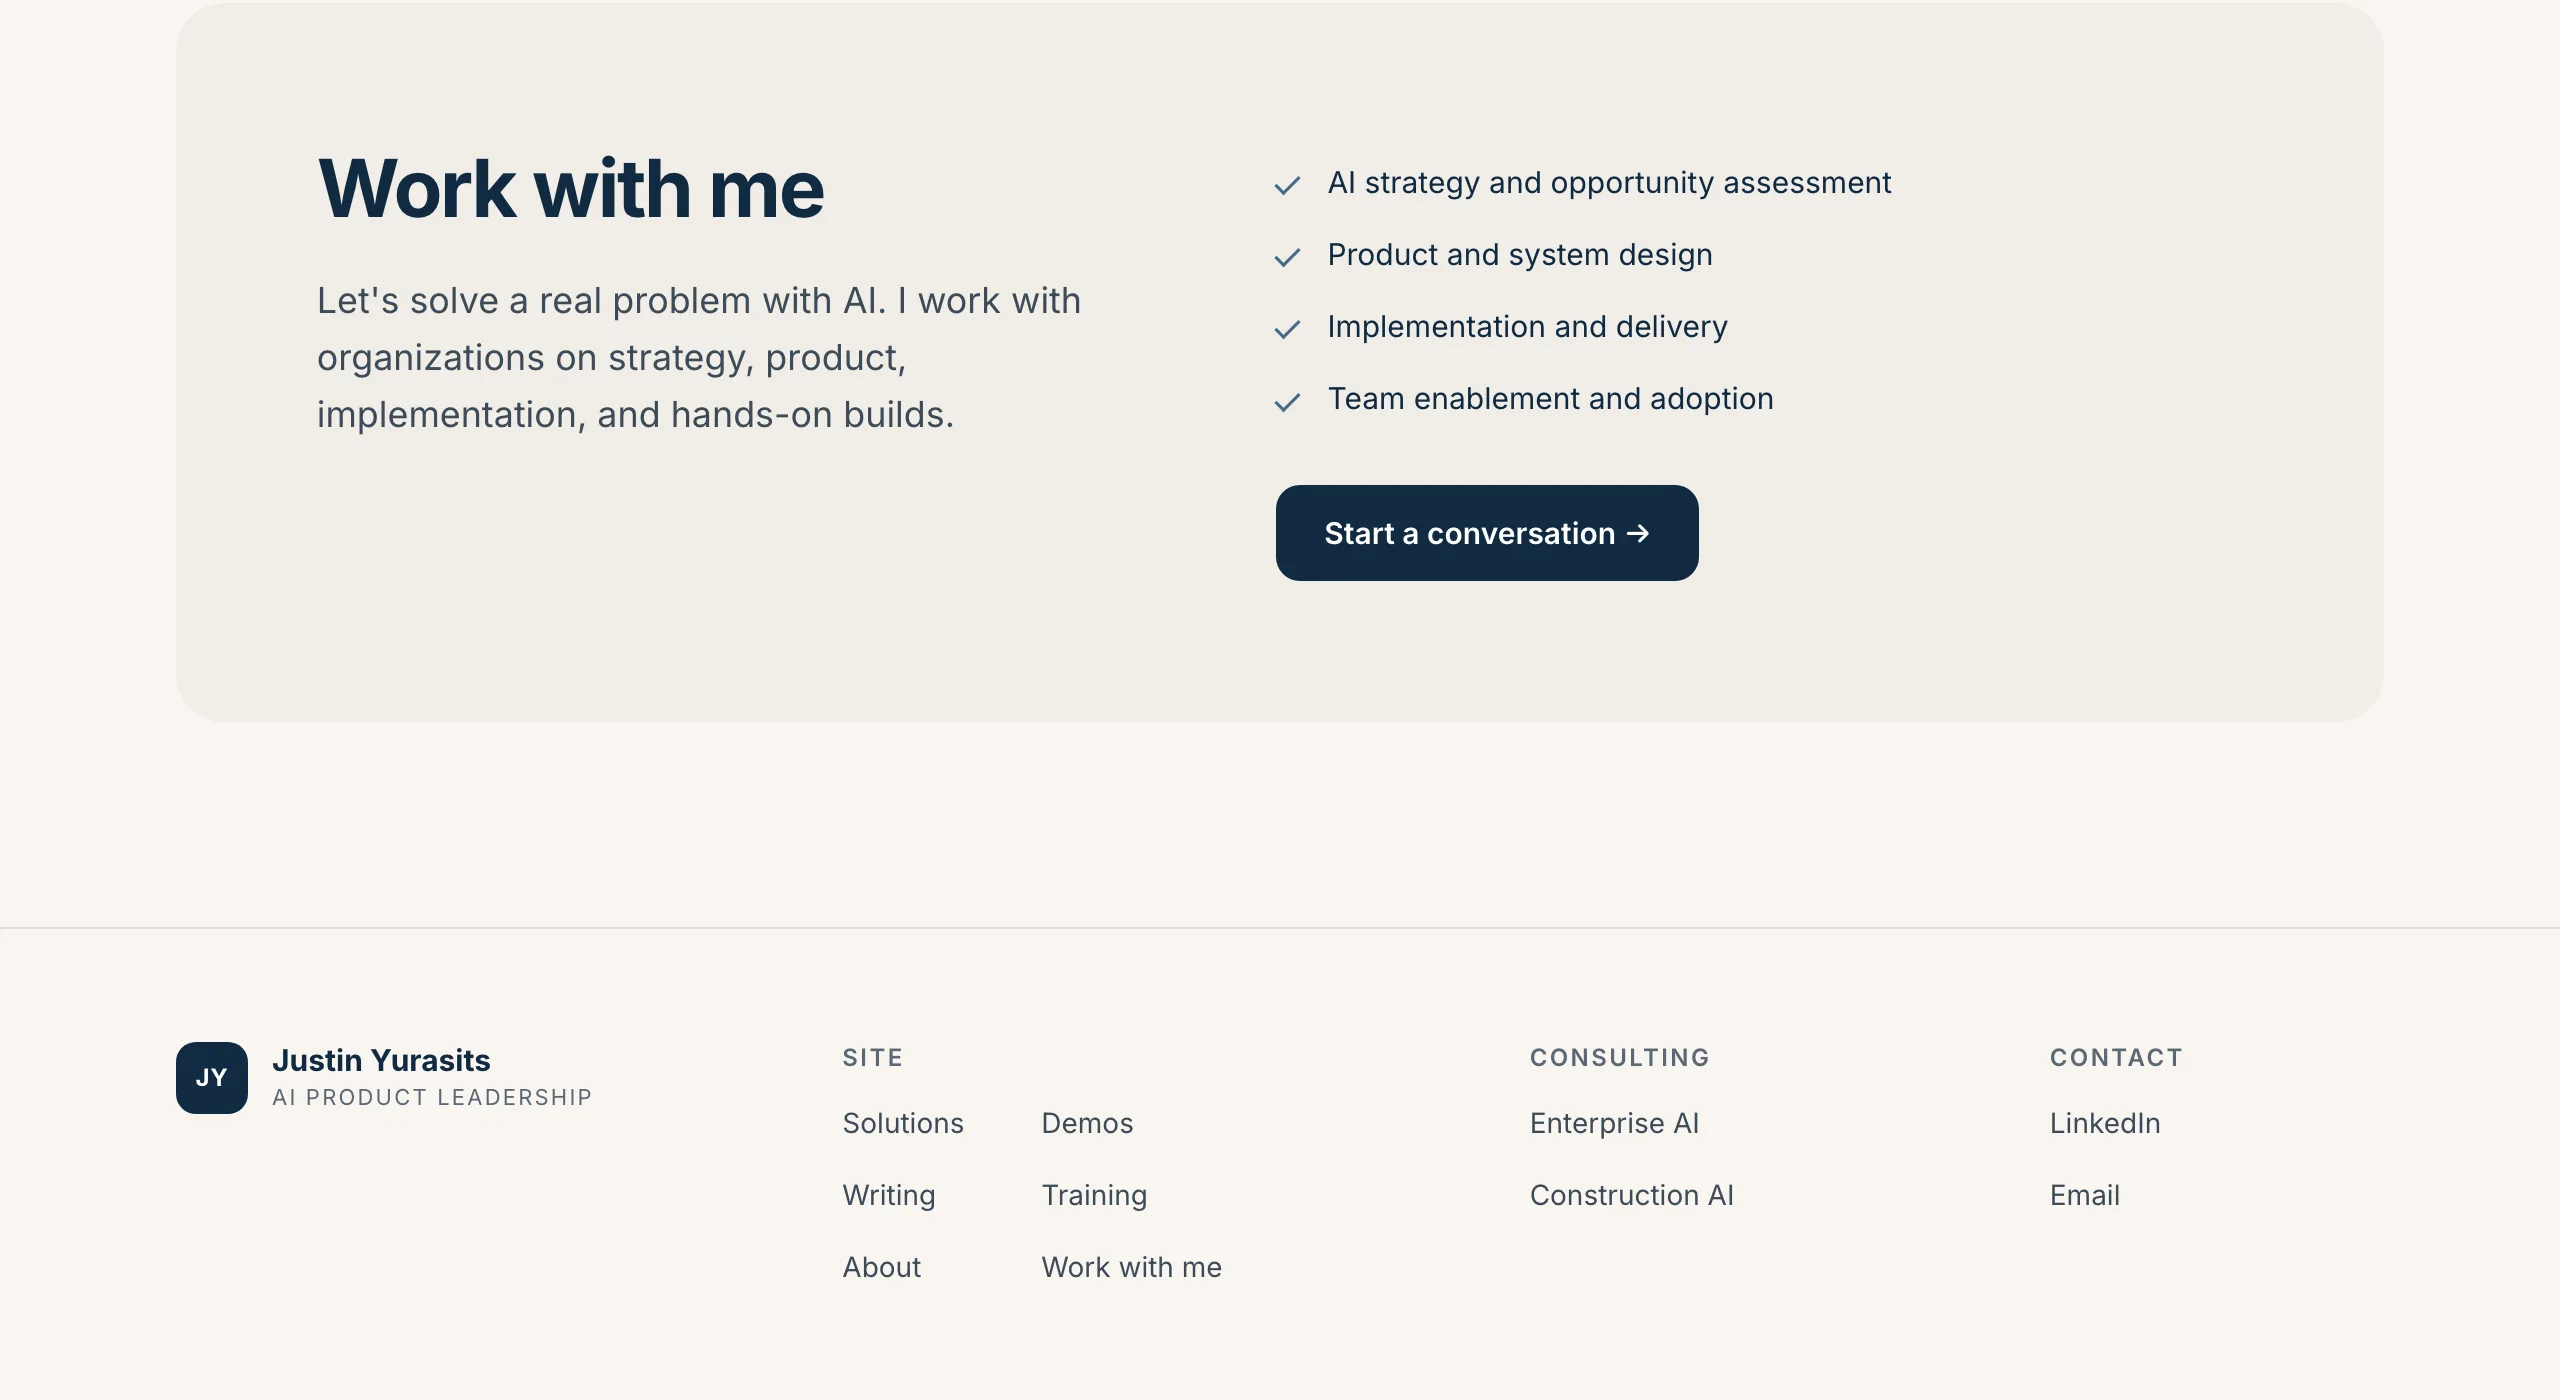 Work with me
Let's solve a real problem with AI. I work with
organizations on strategy, product,
implementation, and hands-on builds.
AI strategy and opportunity assessment
Product and system design
Implementation and delivery
Team enablement and adoption
Start a conversation →
JY
Justin Yurasits
AI PRODUCT LEADERSHIP
SITE
Solutions
Demos
Writing
Training
About
Work with me
CONSULTING
Enterprise AI
Construction AI
CONTACT
LinkedIn
Email